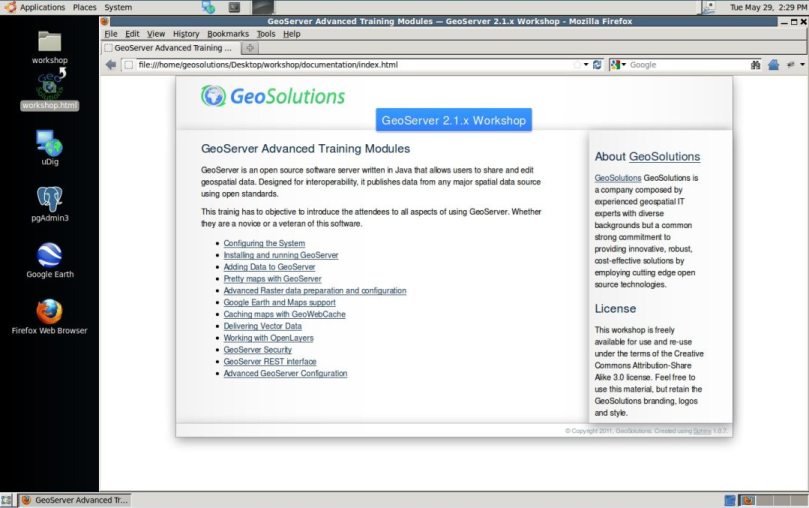 Applications Places System
Tue May 29, 2:29 PM
GeoServer Advanced Training Modules — GeoServer 2.1.x Workshop - Mozilla Firefox
File Edit View History Bookmarks Tools Help
GeoServer Advanced Training ...
file:///home/geosolutions/Desktop/workshop/documentation/index.html
Google
workshop
workshop.html
uDig
pgAdmin3
Google Earth
Firefox Web Browser
GeoSolutions
GeoServer 2.1.x Workshop
GeoServer Advanced Training Modules
GeoServer is an open source software server written in Java that allows users to share and edit
geospatial data. Designed for interoperability, it publishes data from any major spatial data source
using open standards.
This trainig has to objective to introduce the attendees to all aspects of using GeoServer. Whether
they are a novice or a veteran of this software.
Configuring the System
Installing and running GeoServer
Adding Data to GeoServer
Pretty maps with GeoServer
Advanced Raster data preparation and configuration
Google Earth and Maps support
Caching maps with GeoWebCache
Delivering Vector Data
Working with OpenLayers
GeoServer Security
GeoServer REST interface
Advanced GeoServer Configuration
About GeoSolutions
GeoSolutions GeoSolutions is
a company composed by
experienced geospatial IT
experts with diverse
backgrounds but a common
strong commitment to
providing innovative, robust,
cost-effective solutions by
employing cutting edge open
source technologies.
License
This workshop is freely
available for use and re-use
under the terms of the Creative
Commons Attribution-Share
Alike 3.0 license. Feel free to
use this material, but retain the
GeoSolutions branding, logos
and style.
© Copyright 2011, GeoSolutions. Created using Sphinx 1.0.7.
GeoServer Advanced Tr...